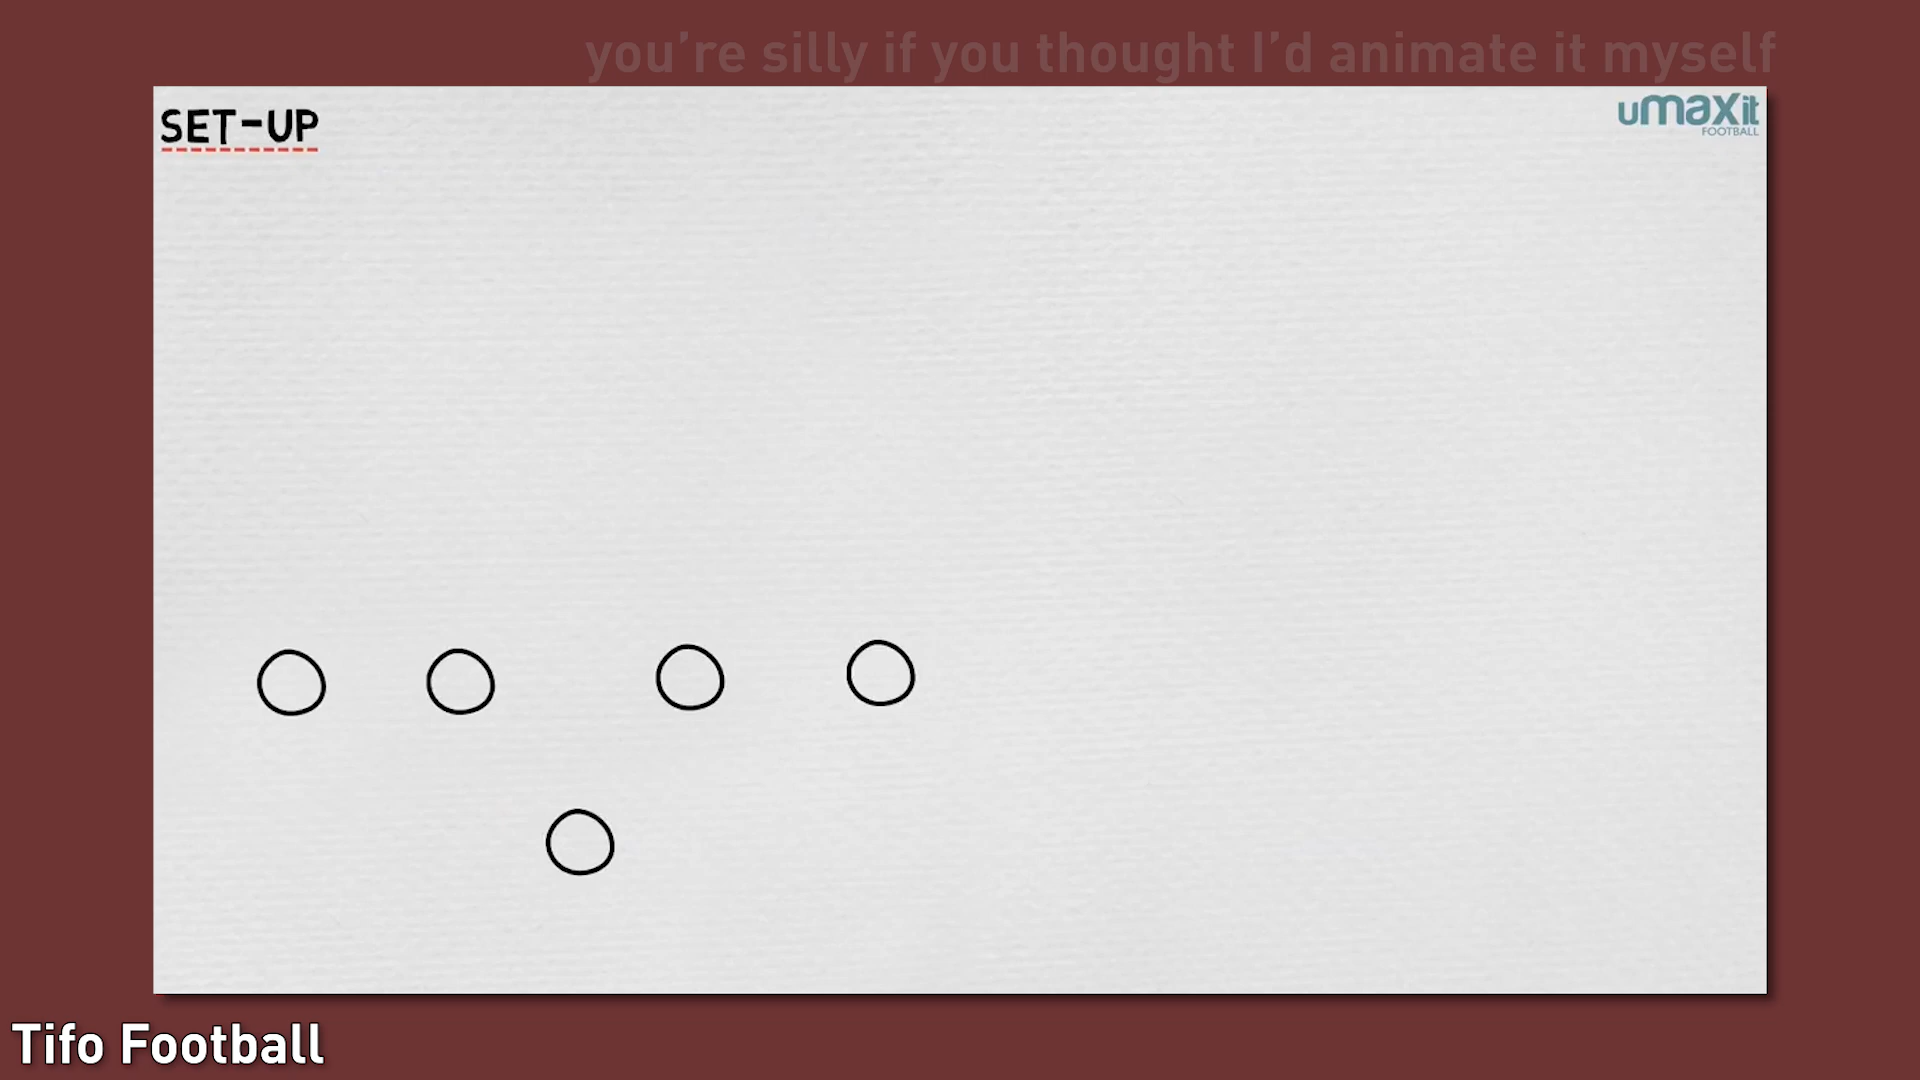 you’re silly if you thought I’d animate it myself
SET-UP
umaxit
FOOTBALL
Tifo Football